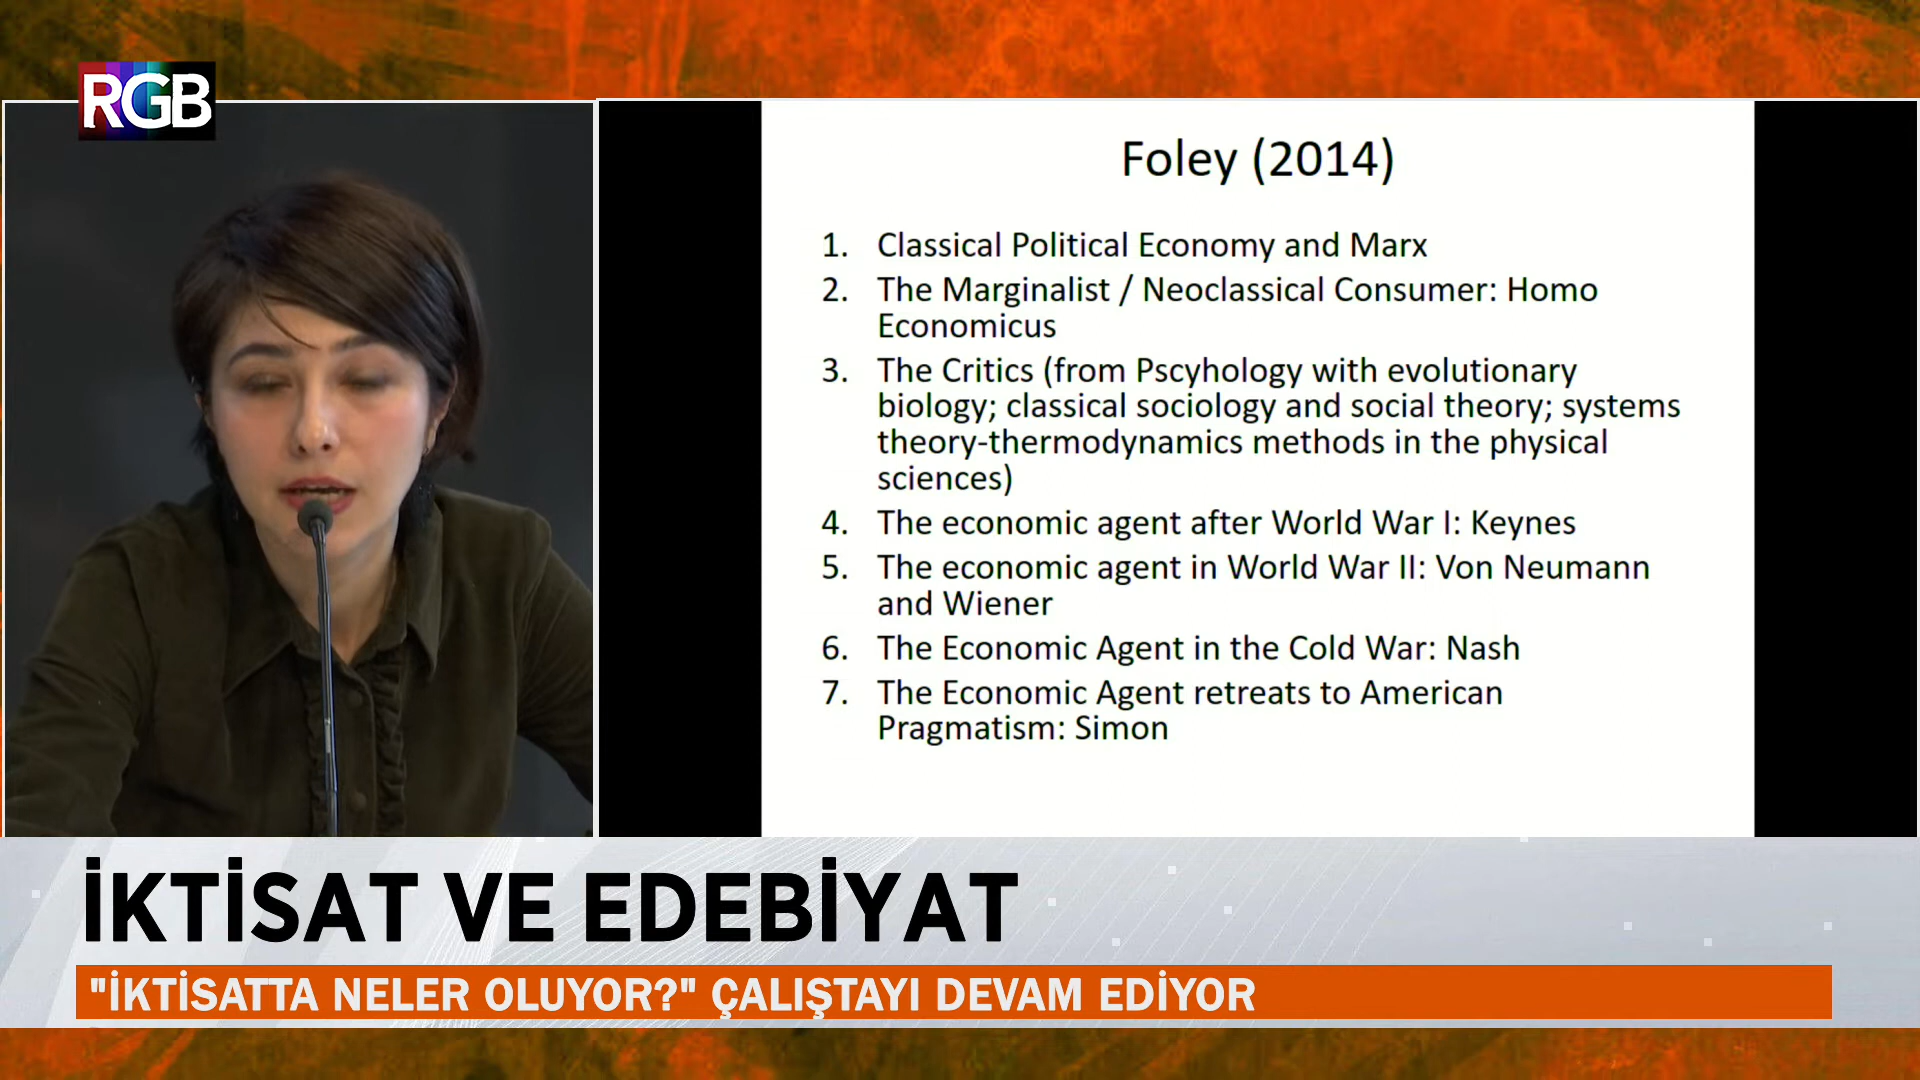 RGB
Foley (2014)
1. Classical Political Economy and Marx
2. The Marginalist / Neoclassical Consumer: Homo
Economicus
3. The Critics (from Pscyhology with evolutionary
biology; classical sociology and social theory; systems
theory-thermodynamics methods in the physical
sciences)
4. The economic agent after World War I: Keynes
5. The economic agent in World War II: Von Neumann
and Wiener
6. The Economic Agent in the Cold War: Nash
7. The Economic Agent retreats to American
Pragmatism: Simon
İKTİSAT VE EDEBİYAT
"İKTİSATTA NELER OLUYOR?" ÇALIŞTAYI DEVAM EDİYOR